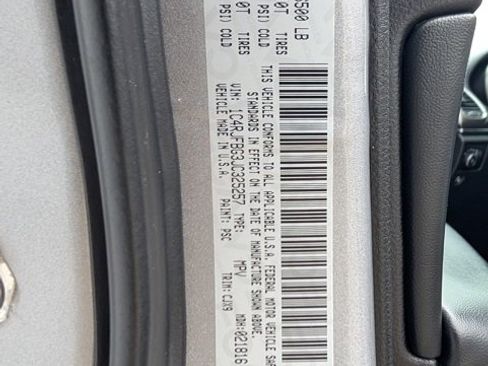 500 LB
0T TIRES
PSI) COLD
0T TIRES
PSI) COLD
THIS VEHICLE CONFORMS TO ALL APPLICABLE U.S.A. FEDERAL MOTOR VEHICLE SAF
STANDARDS IN EFFECT ON THE DATE OF MANUFACTURE SHOWN ABOVE.
VIN: 1C4RJFBG3JC325257 TYPE: MPV MDH:021816
VEHICLE MADE IN U.S.A. PAINT: PSC TRIM: CJX9